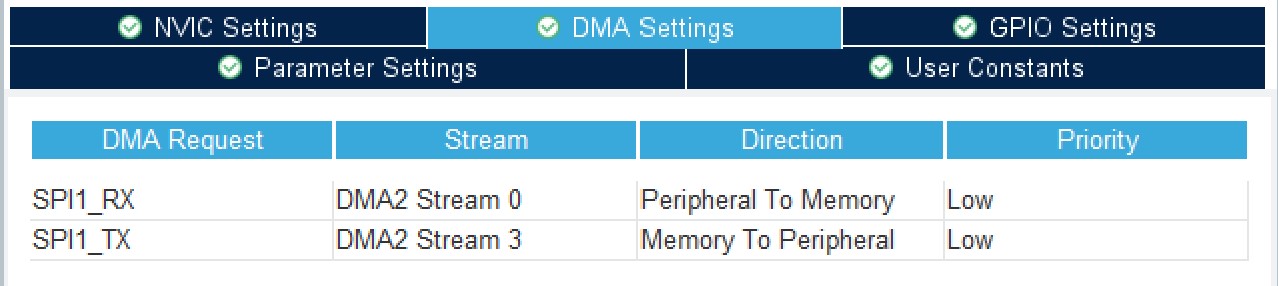 NVIC Settings DMA Settings GPIO Settings
Parameter Settings User Constants
DMA Request Stream Direction Priority
SPI1_RX DMA2 Stream 0 Peripheral To Memory Low
SPI1_TX DMA2 Stream 3 Memory To Peripheral Low